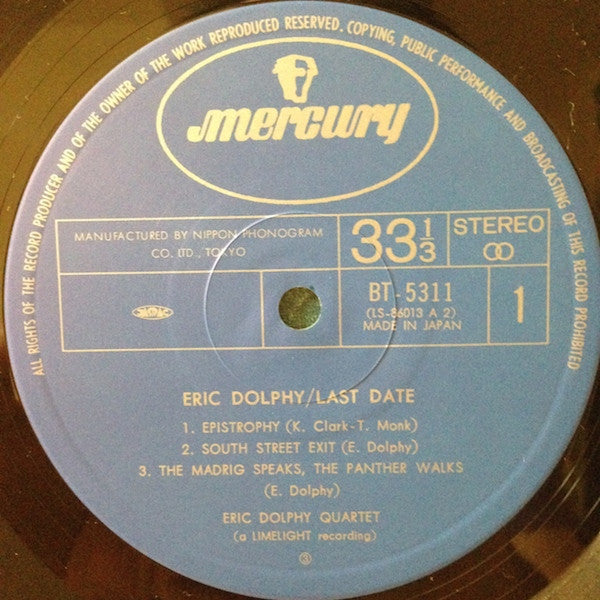 ALL RIGHTS OF THE RECORD PRODUCER AND OF THE OWNER OF THE WORK REPRODUCED RESERVED. COPYING, PUBLIC PERFORMANCE AND BROADCASTING OF THIS RECORD PROHIBITED
mercury
MANUFACTURED BY NIPPON PHONOGRAM
CO. LTD., TOKYO
33 1/3
STEREO
BT-5311
(LS-86013 A 2)
MADE IN JAPAN
1
ERIC DOLPHY/LAST DATE
1. EPISTROPHY (K. Clark-T. Monk)
2. SOUTH STREET EXIT (E. Dolphy)
3. THE MADRIG SPEAKS, THE PANTHER WALKS
(E. Dolphy)
ERIC DOLPHY QUARTET
(a LIMELIGHT recording)
③